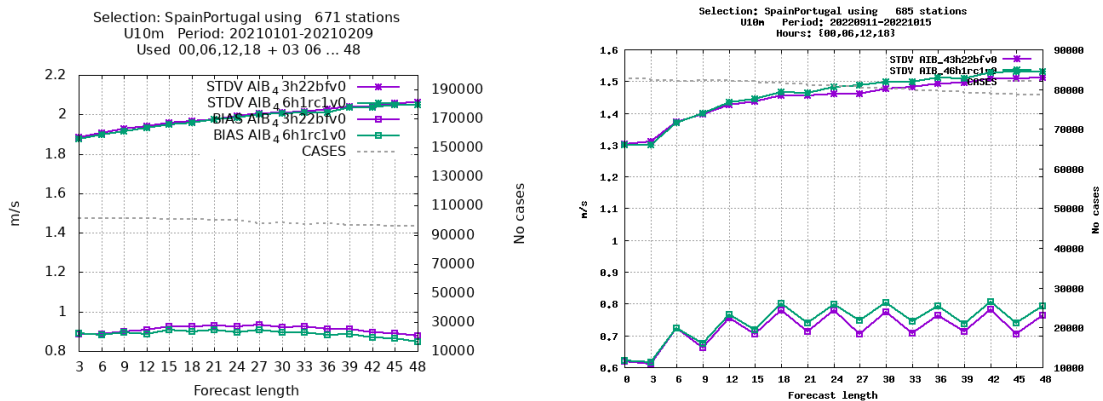 Selection: SpainPortugal using 671 stations
U10m Period: 20210101-20210209
Used 00,06,12,18 + 03 06 ... 48
STDV AIB_4 3h22bfv0
STDV AIB_4 6h1rc1v0
BIAS AIB_4 3h22bfv0
BIAS AIB_4 6h1rc1v0
CASES
2.2
2
1.8
1.6
1.4
1.2
1
0.8
m/s
190000
170000
150000
130000
110000
90000
70000
50000
30000
10000
No cases
3 6 9 12 15 18 21 24 27 30 33 36 39 42 45 48
Forecast length
Selection: SpainPortugal using 685 stations
U10m Period: 20220911-20221015
Hours: {00,06,12,18}
STDV AIB_43h22bfv0
STDV AIB_46h1rc1v0
CASES
1.6
1.5
1.4
1.3
1.2
1.1
1
0.9
0.8
0.7
0.6
m/s
90000
80000
70000
60000
50000
40000
30000
20000
10000
No cases
0 3 6 9 12 15 18 21 24 27 30 33 36 39 42 45 48
Forecast length